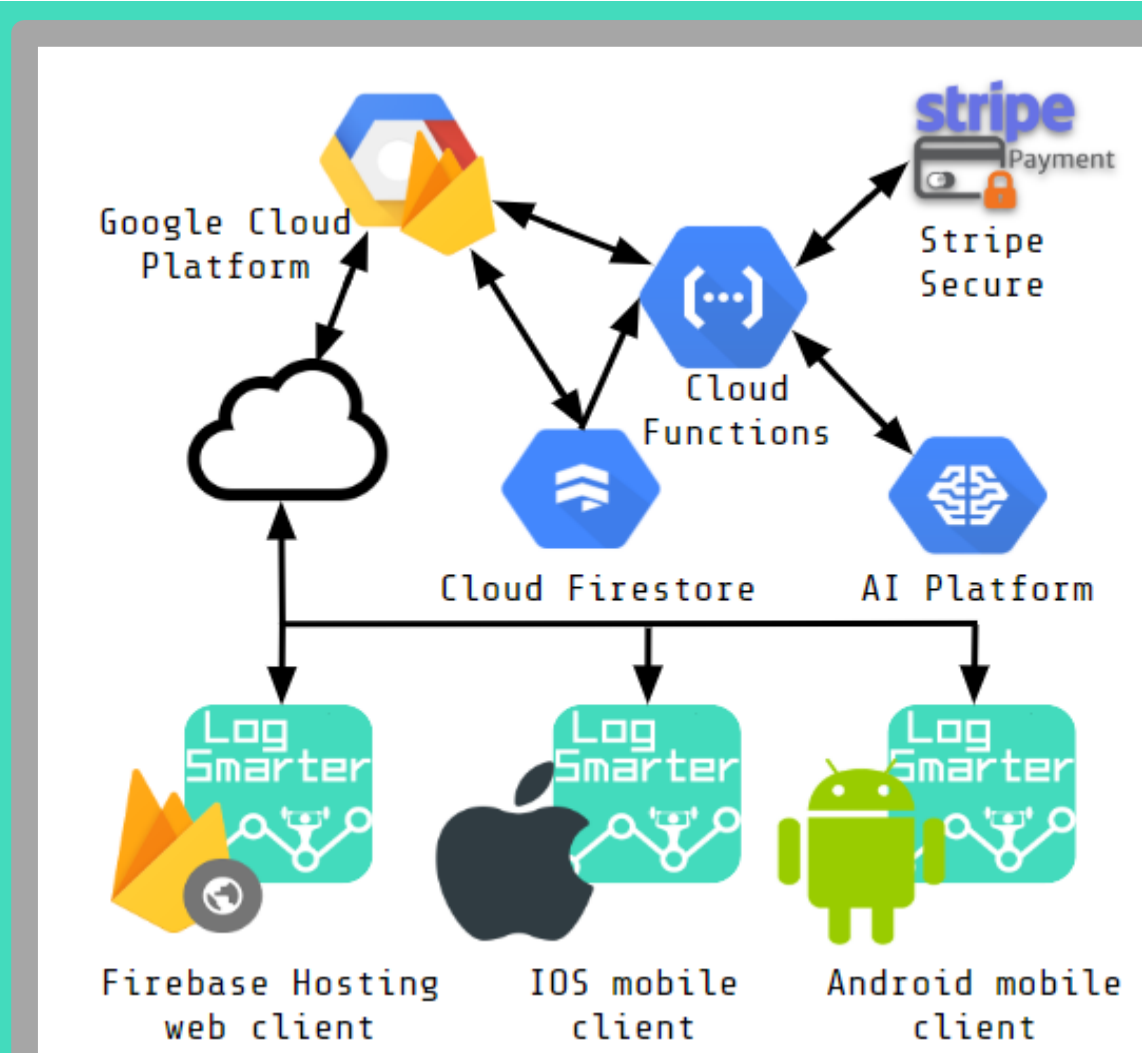 stripe
Payment
Google Cloud
Platform
Stripe
Secure
Cloud
Functions
Cloud Firestore
AI Platform
Log
Smarter
Log
Smarter
Log
Smarter
Firebase Hosting
web client
IOS mobile
client
Android mobile
client